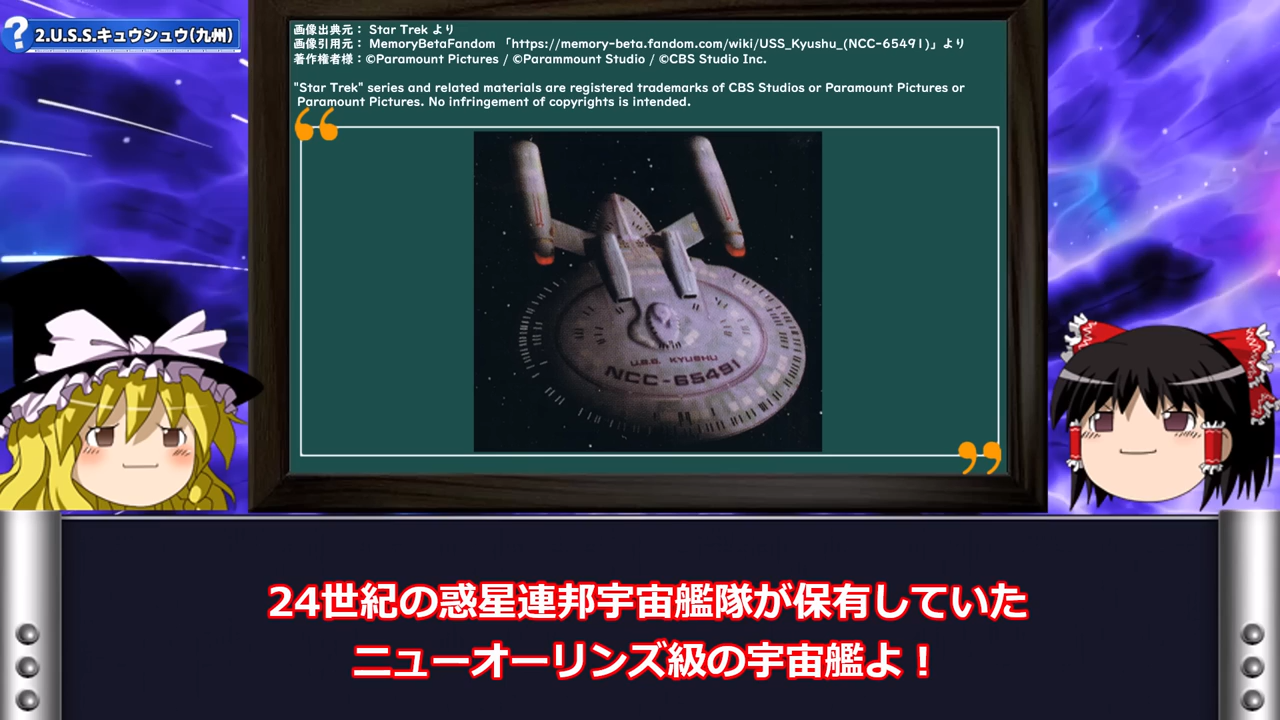 2.U.S.S.キュウシュウ(九州)
画像出典元： Star Trek より
画像引用元： MemoryBetaFandom 「https://memory-beta.fandom.com/wiki/USS_Kyushu_(NCC-65491)」より
著作権者様：©Paramount Pictures / ©Parammount Studio / ©CBS Studio Inc.
"Star Trek" series and related materials are registered trademarks of CBS Studios or Paramount Pictures or
Paramount Pictures. No infringement of copyrights is intended.
U.S.S. KYUSHU
NCC-65491
24世紀の惑星連邦宇宙艦隊が保有していた
ニューオーリンズ級の宇宙艦よ！